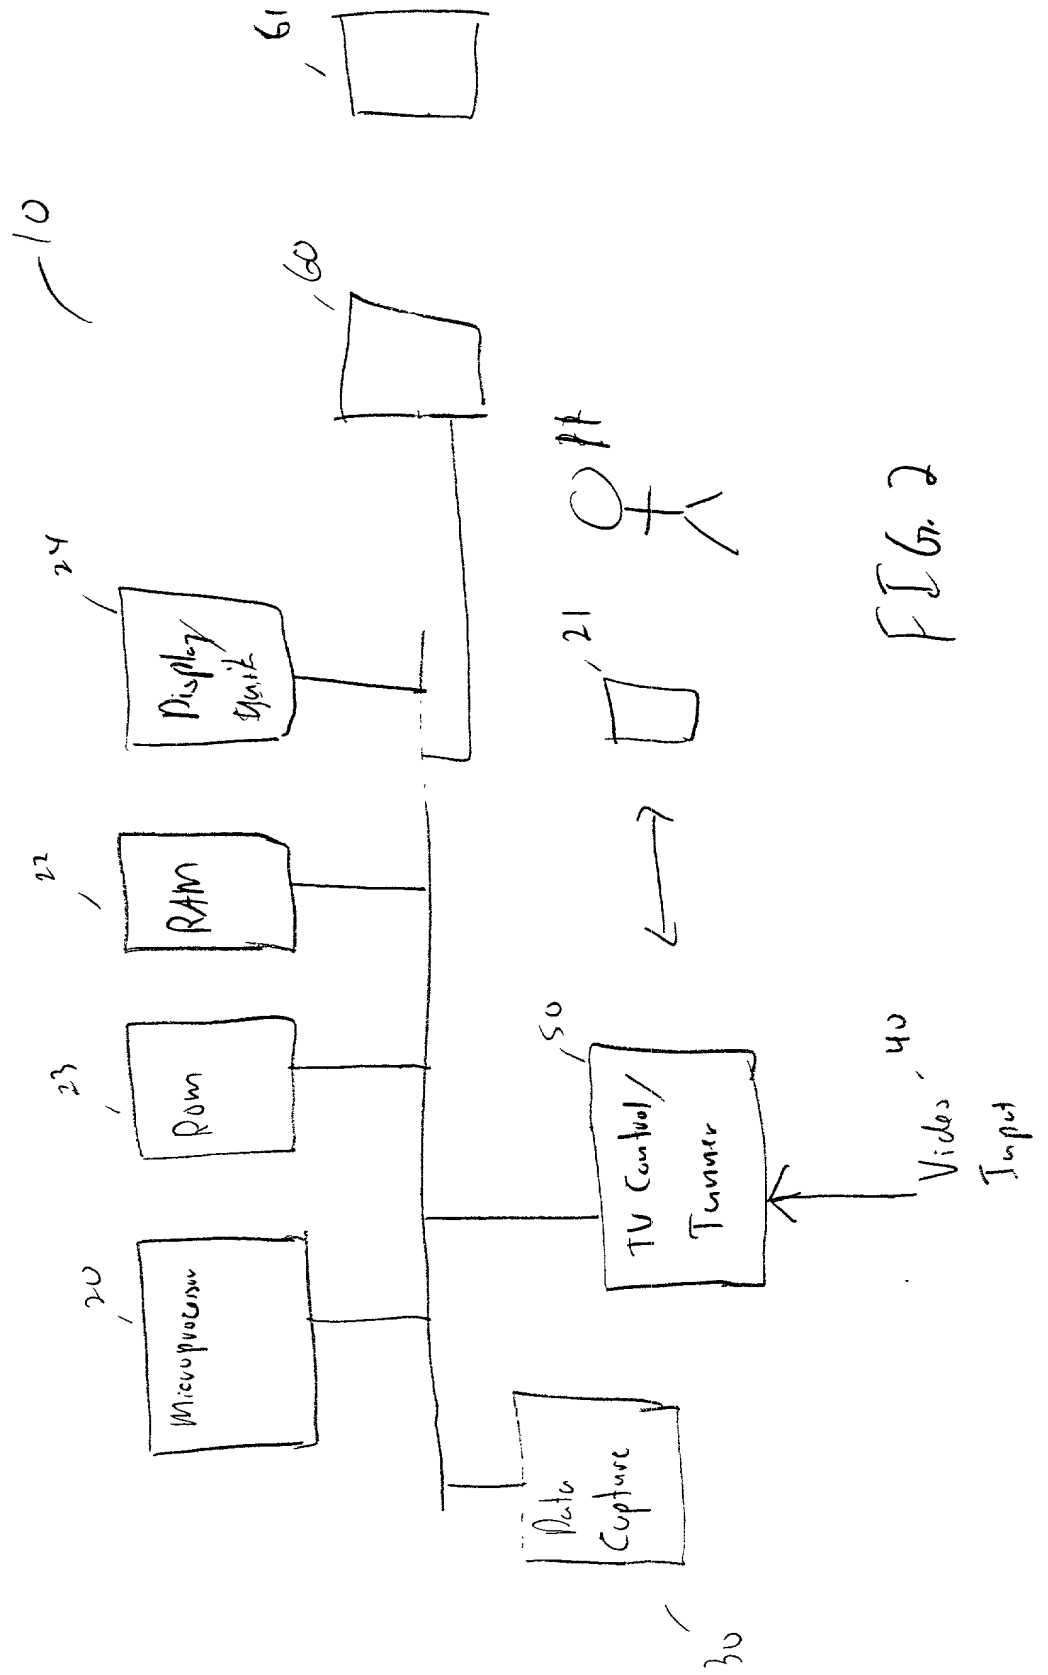 10
20
Microprocessor
23
Rom
22
RAM
24
Display/
60
61
30
Data
Capture
50
TV Control/
Tunner
21
40
Video
Input
FIG. 2